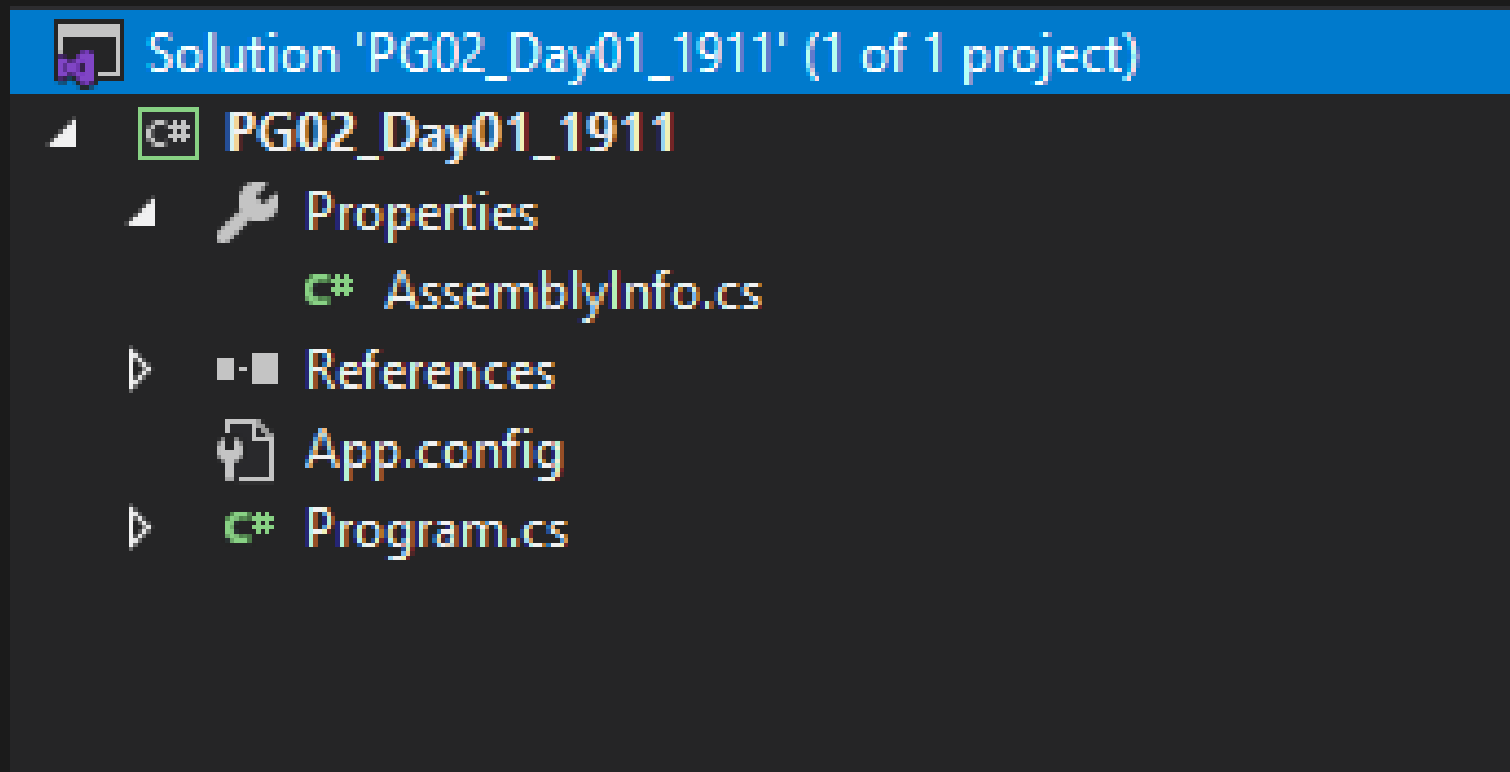 Solution 'PG02_Day01_1911' (1 of 1 project)
C# PG02_Day01_1911
Properties
C# AssemblyInfo.cs
References
App.config
C# Program.cs